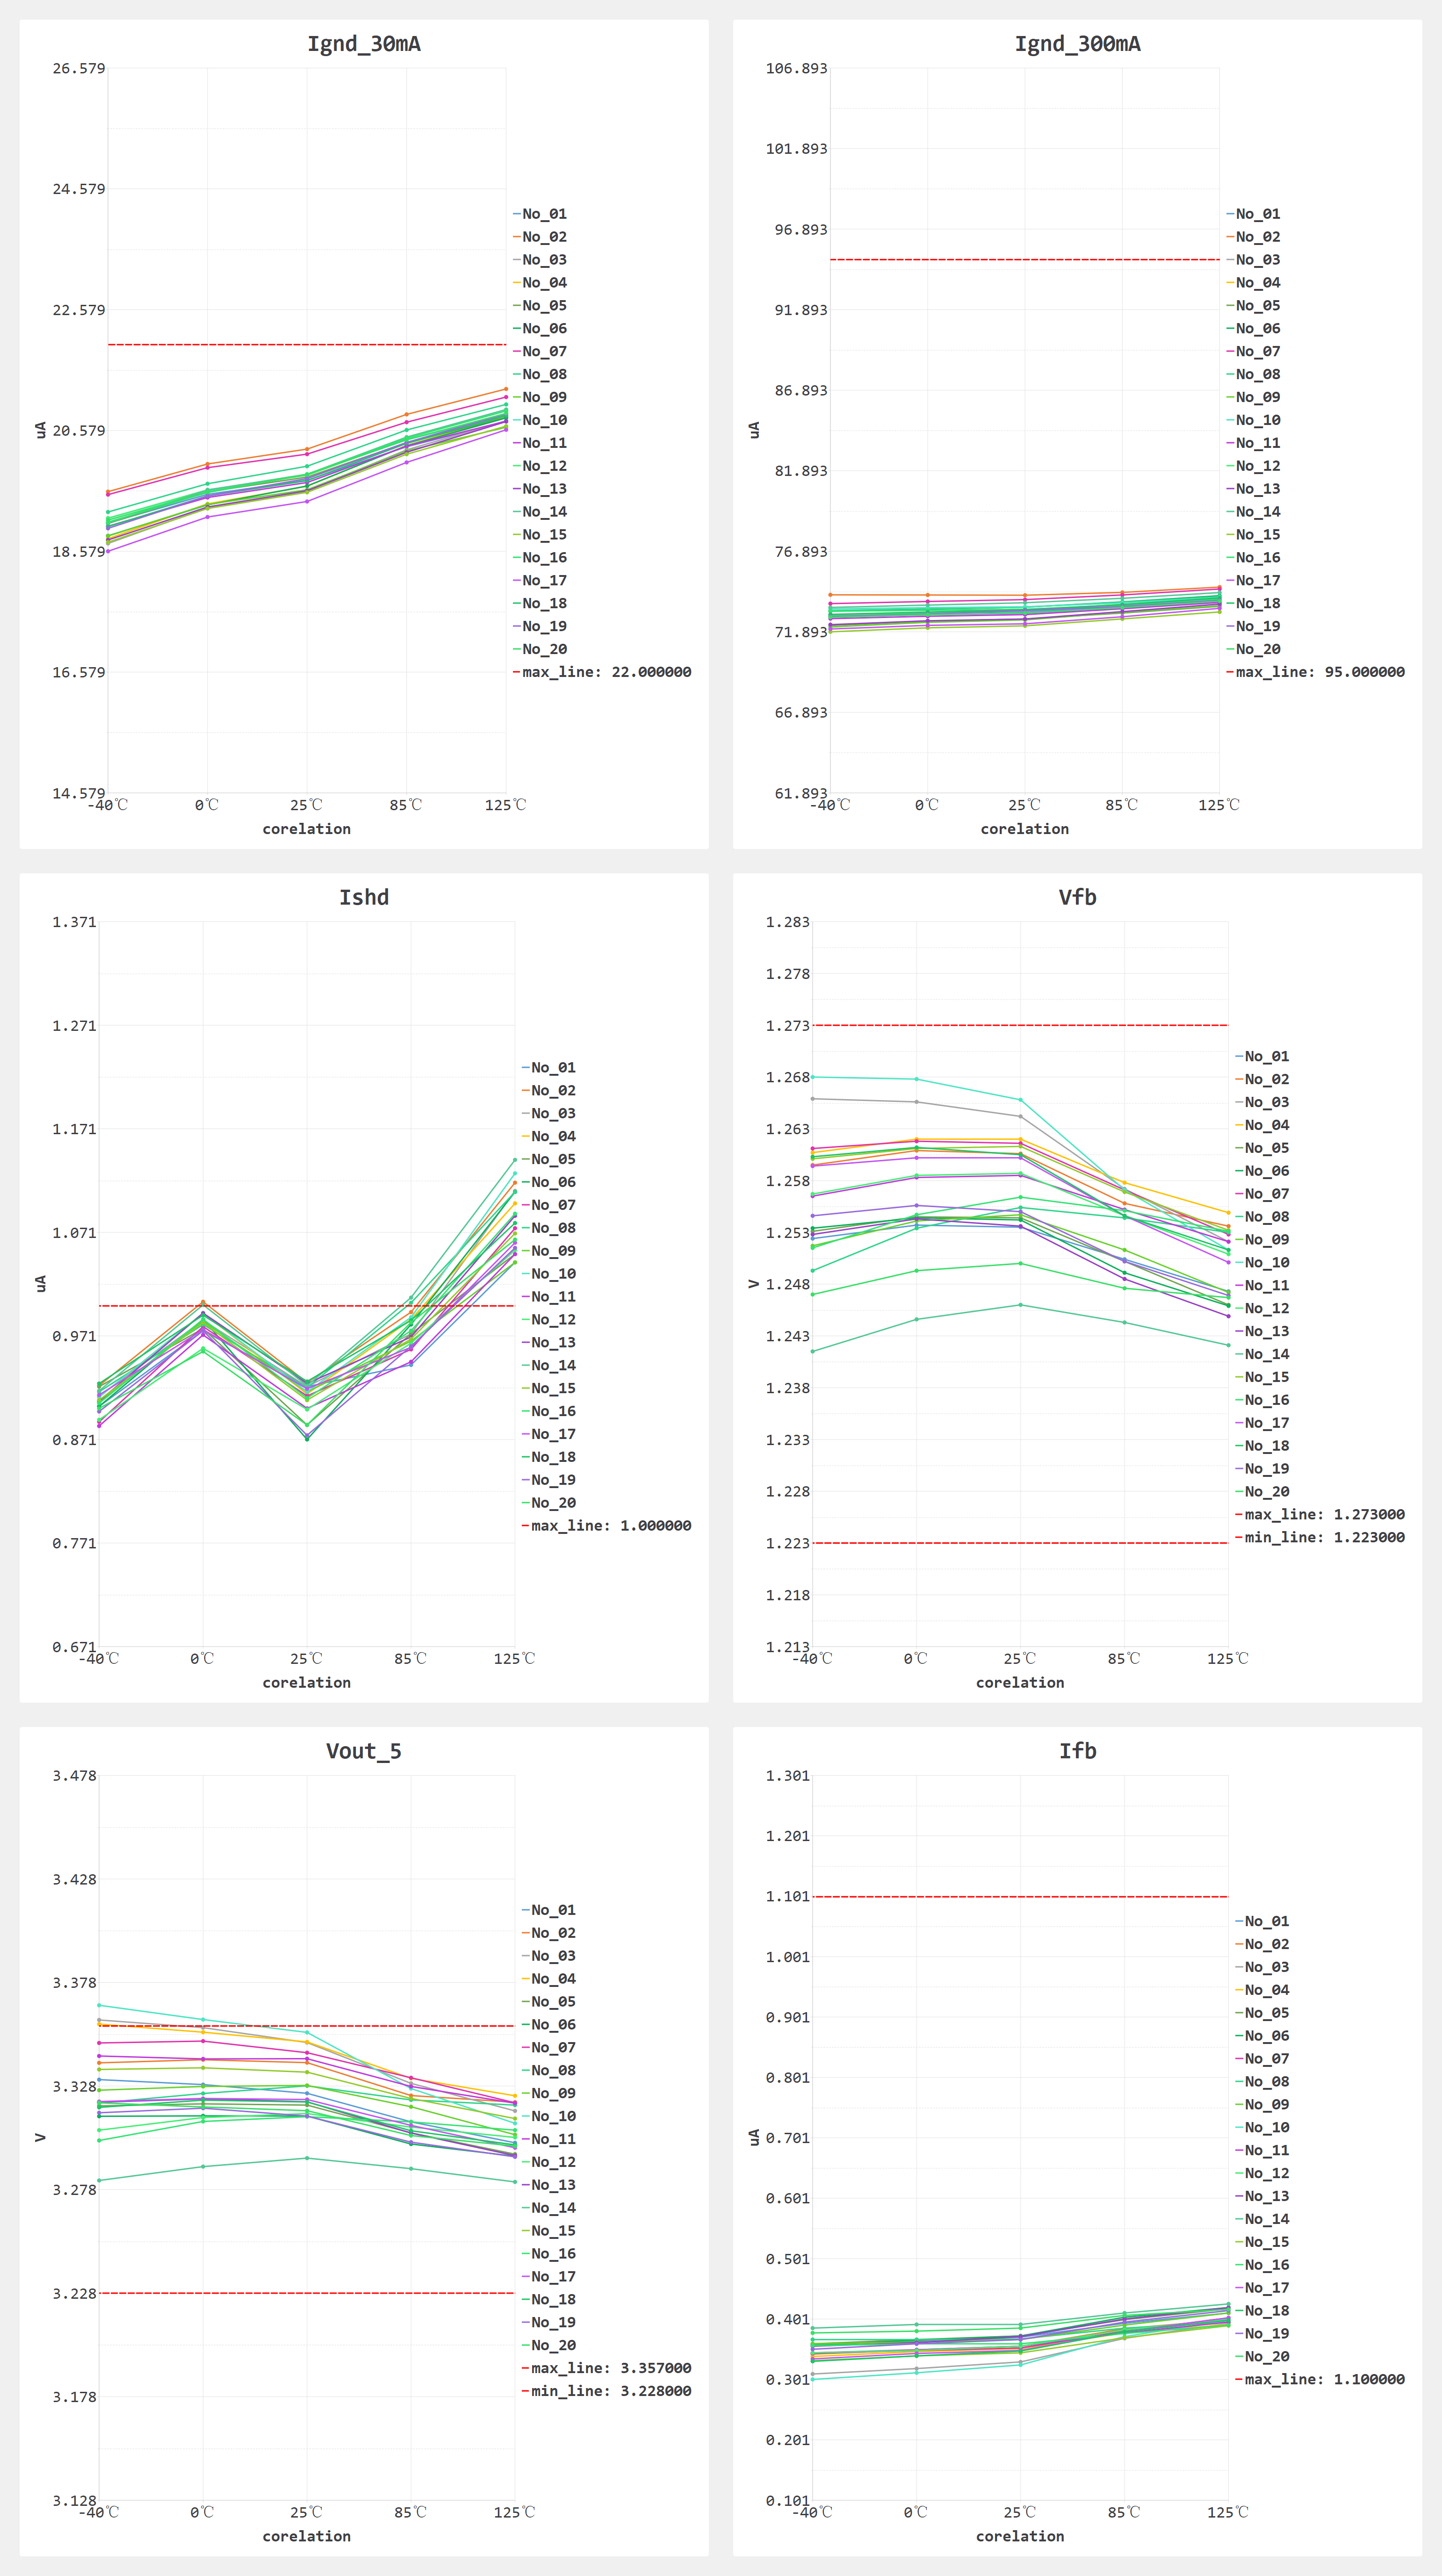 Ignd_30mA
26.579
24.579
22.579
20.579
18.579
16.579
14.579
uA
-40℃ 0℃ 25℃ 85℃ 125℃
corelation
No_01
No_02
No_03
No_04
No_05
No_06
No_07
No_08
No_09
No_10
No_11
No_12
No_13
No_14
No_15
No_16
No_17
No_18
No_19
No_20
max_line: 22.000000
Ignd_300mA
106.893
101.893
96.893
91.893
86.893
81.893
76.893
71.893
66.893
61.893
uA
-40℃ 0℃ 25℃ 85℃ 125℃
corelation
No_01
No_02
No_03
No_04
No_05
No_06
No_07
No_08
No_09
No_10
No_11
No_12
No_13
No_14
No_15
No_16
No_17
No_18
No_19
No_20
max_line: 95.000000
Ishd
1.371
1.271
1.171
1.071
0.971
0.871
0.771
0.671
uA
-40℃ 0℃ 25℃ 85℃ 125℃
corelation
No_01
No_02
No_03
No_04
No_05
No_06
No_07
No_08
No_09
No_10
No_11
No_12
No_13
No_14
No_15
No_16
No_17
No_18
No_19
No_20
max_line: 1.000000
Vfb
1.283
1.278
1.273
1.268
1.263
1.258
1.253
1.248
1.243
1.238
1.233
1.228
1.223
1.218
1.213
V
-40℃ 0℃ 25℃ 85℃ 125℃
corelation
No_01
No_02
No_03
No_04
No_05
No_06
No_07
No_08
No_09
No_10
No_11
No_12
No_13
No_14
No_15
No_16
No_17
No_18
No_19
No_20
max_line: 1.273000
min_line: 1.223000
Vout_5
3.478
3.428
3.378
3.328
3.278
3.228
3.178
3.128
V
-40℃ 0℃ 25℃ 85℃ 125℃
corelation
No_01
No_02
No_03
No_04
No_05
No_06
No_07
No_08
No_09
No_10
No_11
No_12
No_13
No_14
No_15
No_16
No_17
No_18
No_19
No_20
max_line: 3.357000
min_line: 3.228000
Ifb
1.301
1.201
1.101
1.001
0.901
0.801
0.701
0.601
0.501
0.401
0.301
0.201
0.101
uA
-40℃ 0℃ 25℃ 85℃ 125℃
corelation
No_01
No_02
No_03
No_04
No_05
No_06
No_07
No_08
No_09
No_10
No_11
No_12
No_13
No_14
No_15
No_16
No_17
No_18
No_19
No_20
max_line: 1.100000